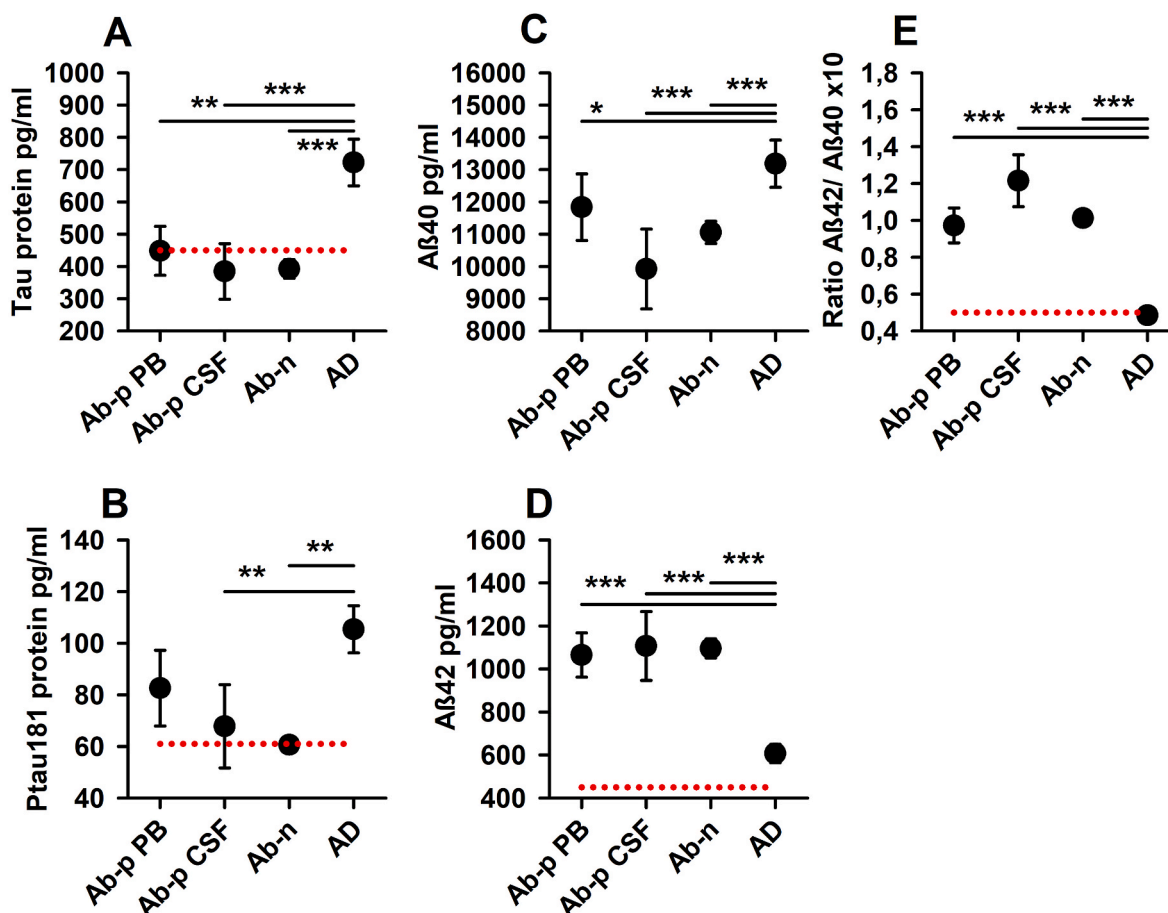 A
Tau protein pg/ml
1000
900
800
700
600
500
400
300
200
**
***
***
Ab-p PB
Ab-p CSF
Ab-n
AD
C
Aß40 pg/ml
16000
15000
14000
13000
12000
11000
10000
9000
8000
*
***
***
Ab-p PB
Ab-p CSF
Ab-n
AD
E
Ratio Aß42/ Aß40 x10
1,8
1,6
1,4
1,2
1,0
0,8
0,6
0,4
***
***
***
Ab-p PB
Ab-p CSF
Ab-n
AD
B
Ptau181 protein pg/ml
140
120
100
80
60
40
**
**
Ab-p PB
Ab-p CSF
Ab-n
AD
D
Aß42 pg/ml
1600
1400
1200
1000
800
600
400
***
***
***
Ab-p PB
Ab-p CSF
Ab-n
AD